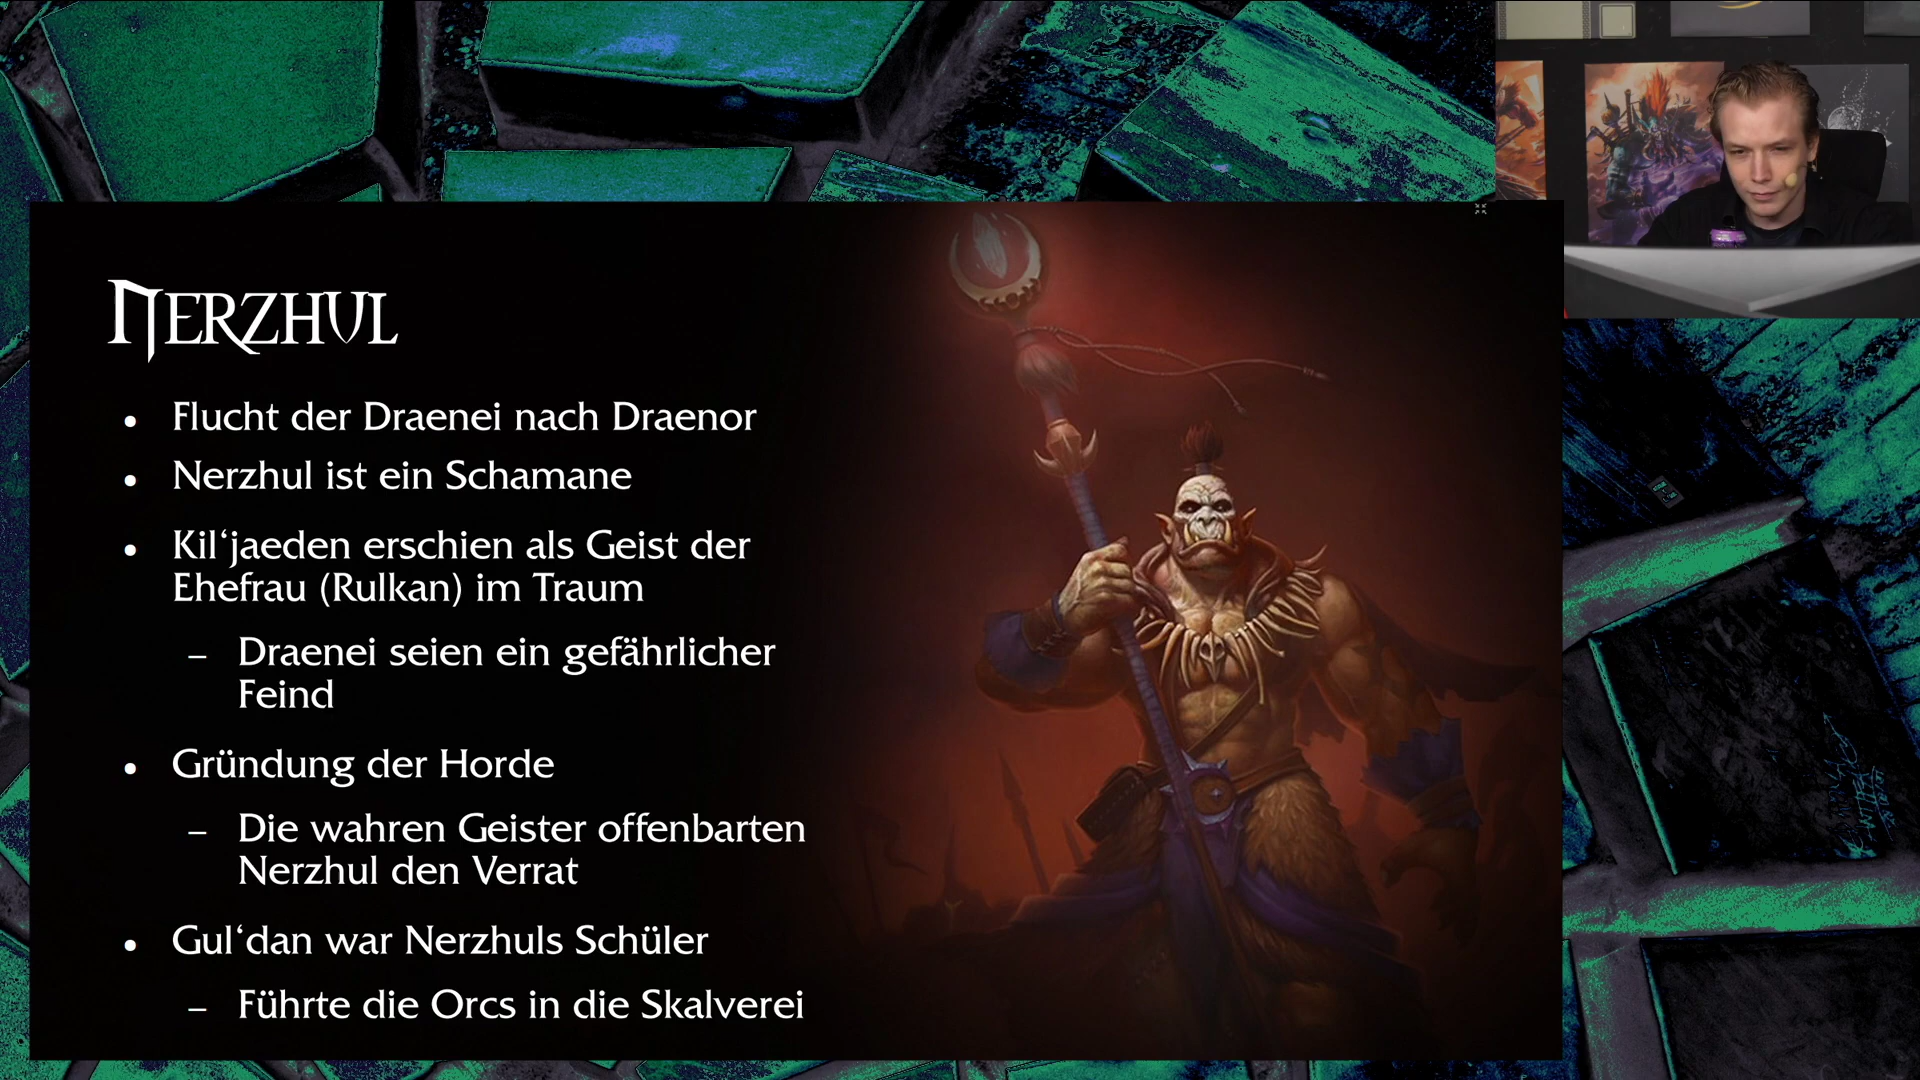 Nerzhul
• Flucht der Draenei nach Draenor
• Nerzhul ist ein Schamane
• Kil‘jaeden erschien als Geist der
Ehefrau (Rulkan) im Traum
– Draenei seien ein gefährlicher
Feind
• Gründung der Horde
– Die wahren Geister offenbarten
Nerzhul den Verrat
• Gul‘dan war Nerzhuls Schüler
– Führte die Orcs in die Skalverei